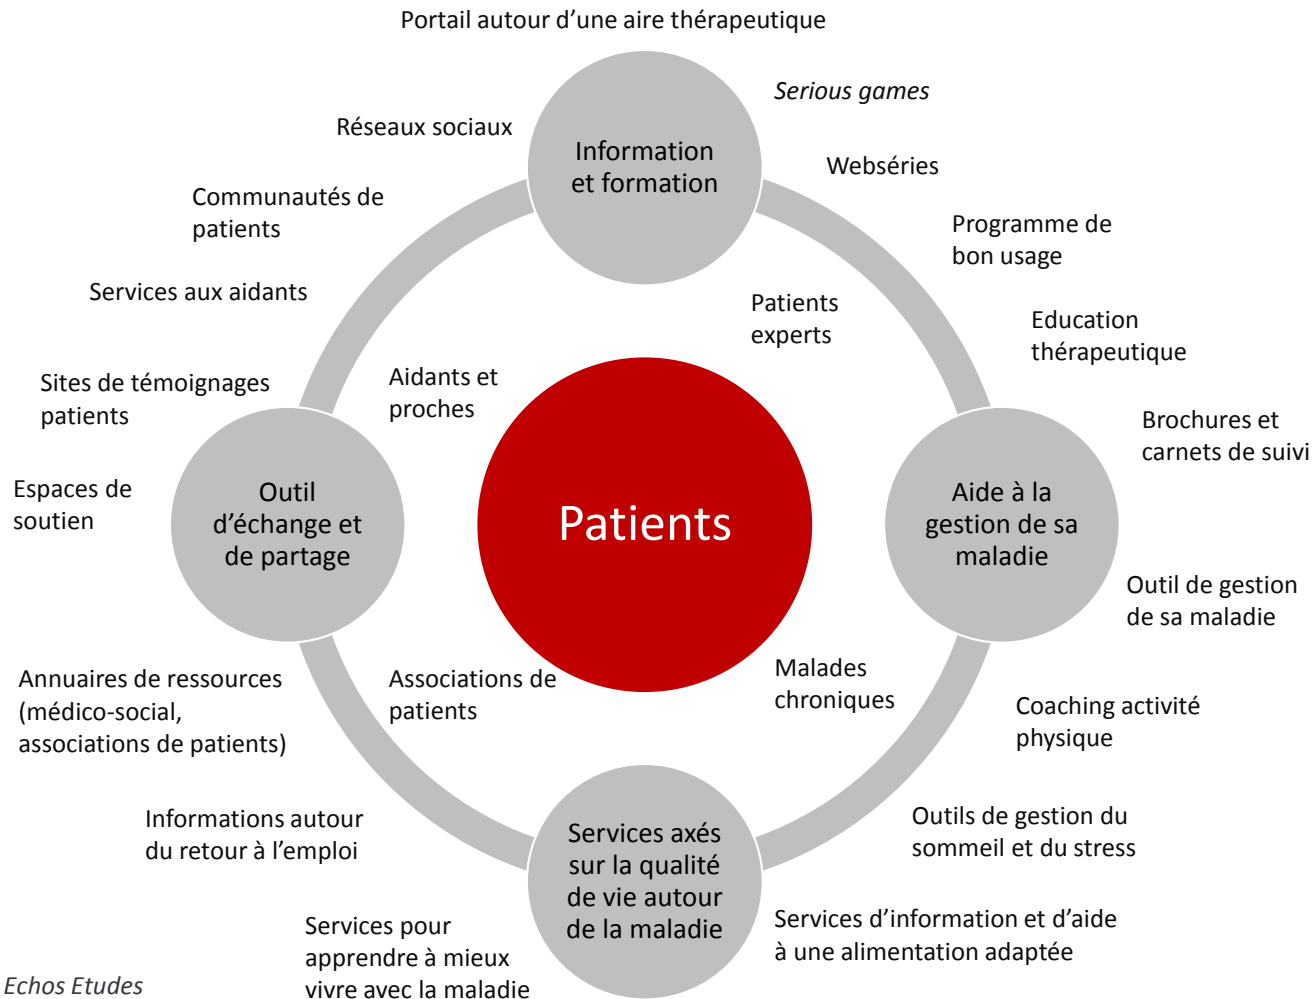 Portail autour d’une aire thérapeutique
Serious games
Réseaux sociaux
Information
et formation
Webséries
Communautés de
patients
Programme de
bon usage
Services aux aidants
Patients
experts
Education
thérapeutique
Sites de témoignages
patients
Aidants et
proches
Brochures et
carnets de suivi
Espaces de
soutien
Outil
d’échange et
de partage
Patients
Aide à la
gestion de sa
maladie
Outil de gestion
de sa maladie
Annuaires de ressources
(médico-social,
associations de patients)
Associations de
patients
Malades
chroniques
Coaching activité
physique
Informations autour
du retour à l’emploi
Services axés
sur la qualité
de vie autour
de la maladie
Outils de gestion du
sommeil et du stress
Services pour
apprendre à mieux
vivre avec la maladie
Services d’information et d’aide
à une alimentation adaptée
Echos Etudes